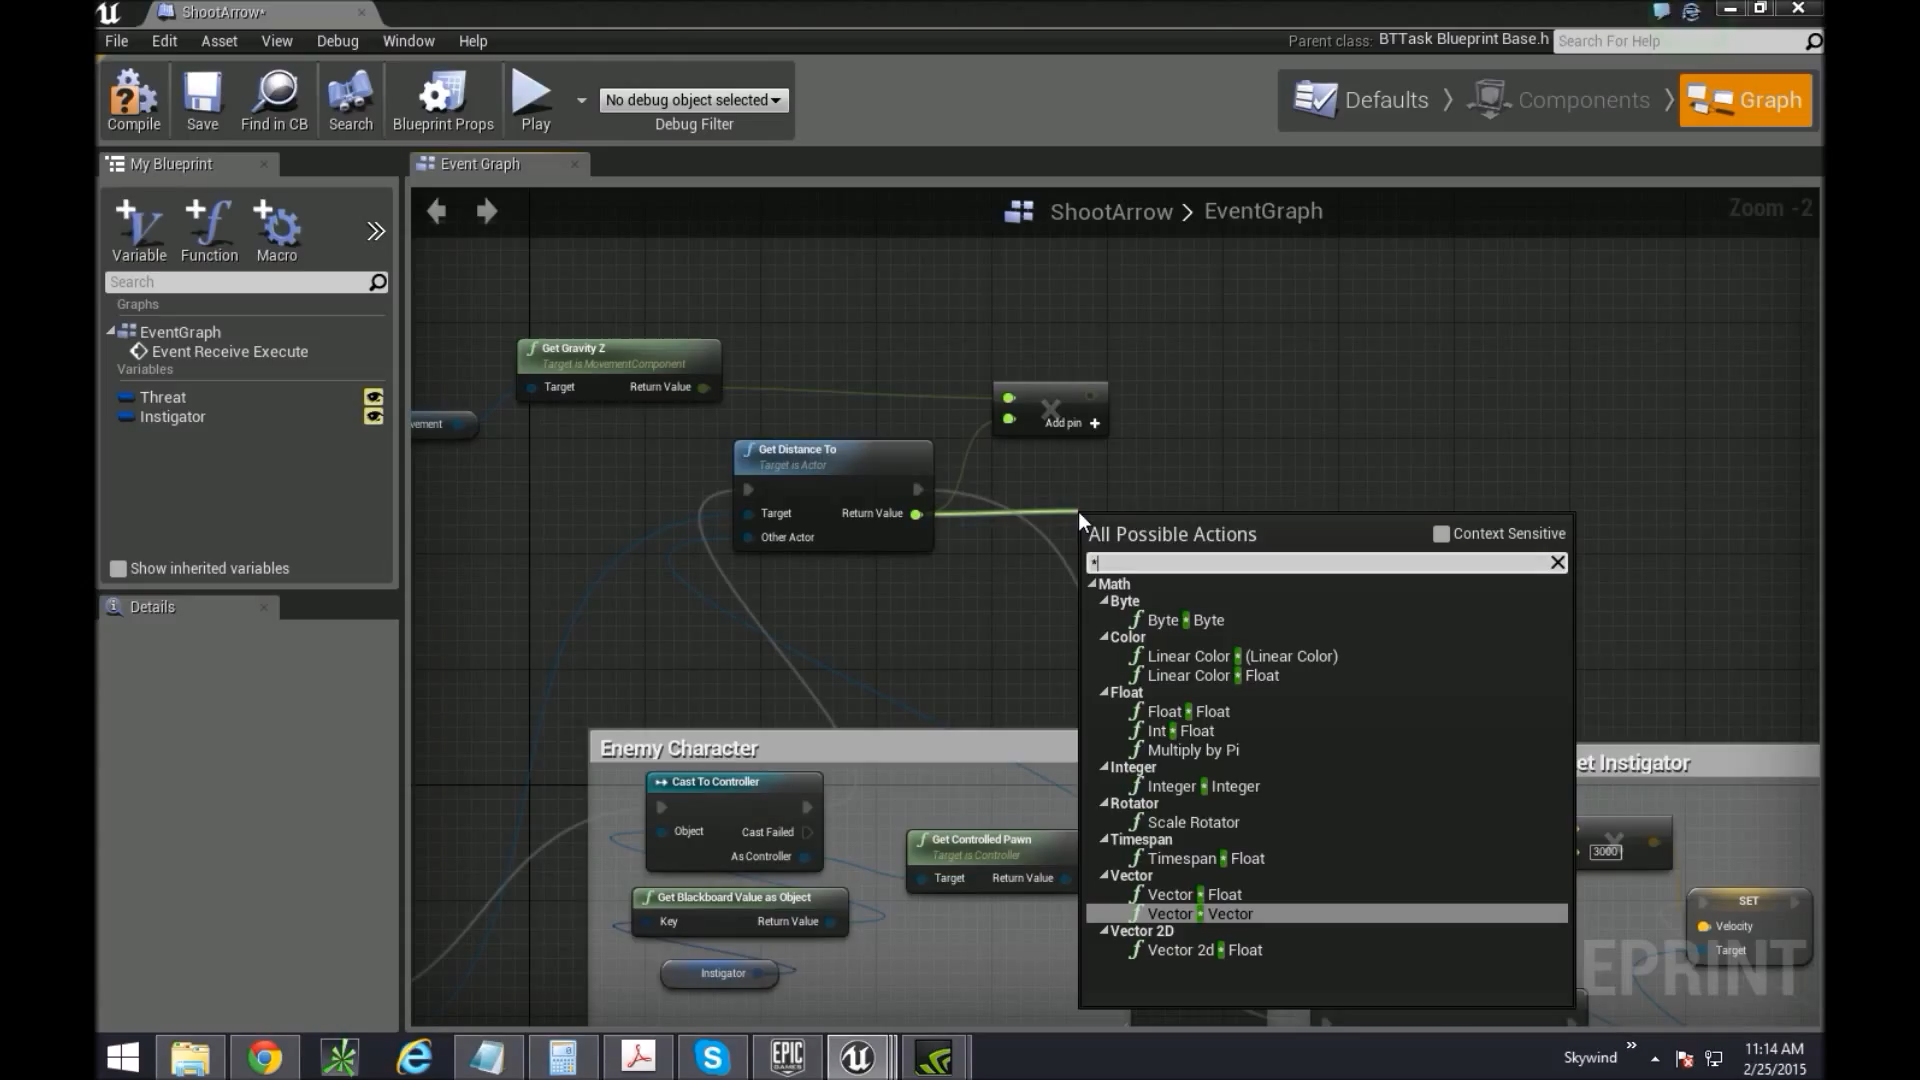 ShootArrow*
File Edit Asset View Debug Window Help
Parent class: BTTask Blueprint Base.h
Search For Help
Compile Save Find in CB Search Blueprint Props Play
No debug object selected
Debug Filter
Defaults Components Graph
My Blueprint
Event Graph
Variable Function Macro
ShootArrow > EventGraph
Zoom -2
Search
Graphs
EventGraph
Event Receive Execute
Variables
Threat
Instigator
Show inherited variables
Details
Get Gravity Z
Target is MovementComponent
Target Return Value
vement
Add pin
Get Distance To
Target is Actor
Target Return Value
Other Actor
All Possible Actions
Context Sensitive
*
Math
Byte
Byte * Byte
Color
Linear Color * (Linear Color)
Linear Color * Float
Float
Float * Float
Int * Float
Multiply by Pi
Integer
Integer * Integer
Rotator
Scale Rotator
Timespan
Timespan * Float
Vector
Vector * Float
Vector * Vector
Vector 2D
Vector 2d * Float
Enemy Character
Cast To Controller
Object Cast Failed
As Controller
Get Controlled Pawn
Target is Controller
Target Return Value
Get Blackboard Value as Object
Key Return Value
Instigator
et Instigator
3000
SET
Velocity
Target
EPRINT
EPIC
GAMES
Skywind
11:14 AM
2/25/2015